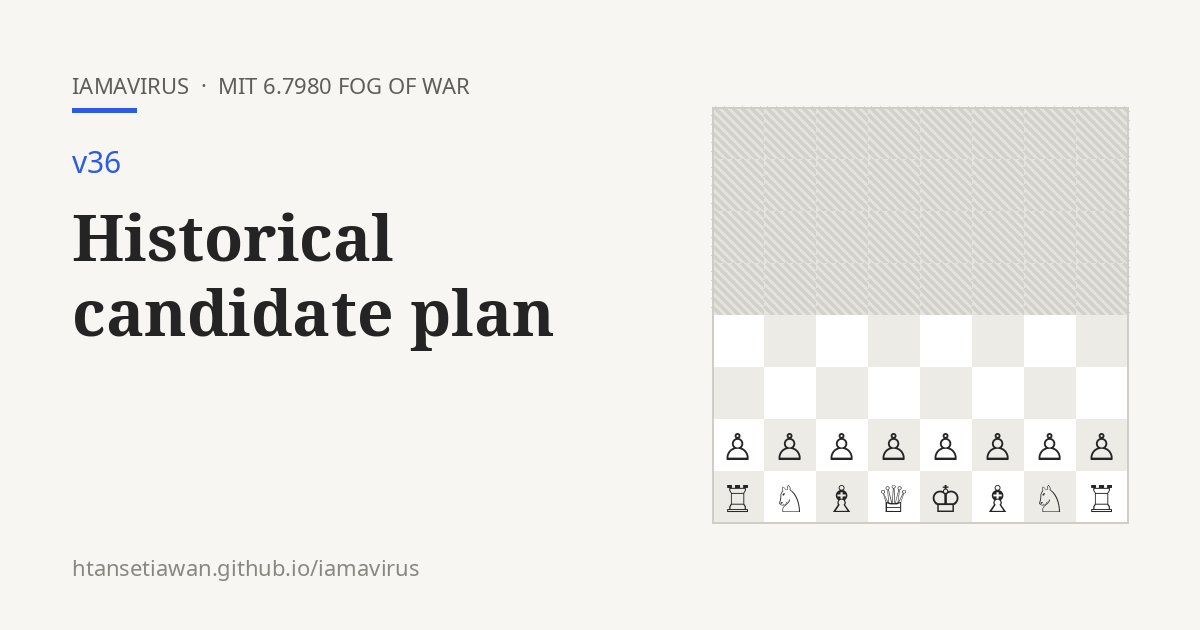 IAMAVIRUS · MIT 6.7980 FOG OF WAR
v36
Historical
candidate plan
htansetiawan.github.io/iamavirus